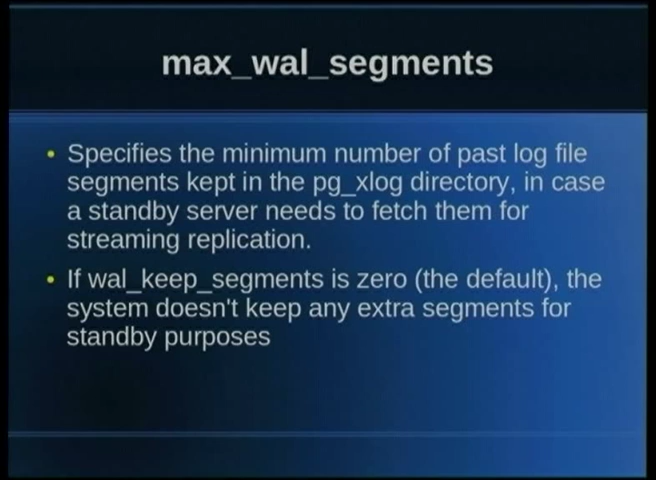 max_wal_segments
• Specifies the minimum number of past log file
segments kept in the pg_xlog directory, in case
a standby server needs to fetch them for
streaming replication.
• If wal_keep_segments is zero (the default), the
system doesn't keep any extra segments for
standby purposes